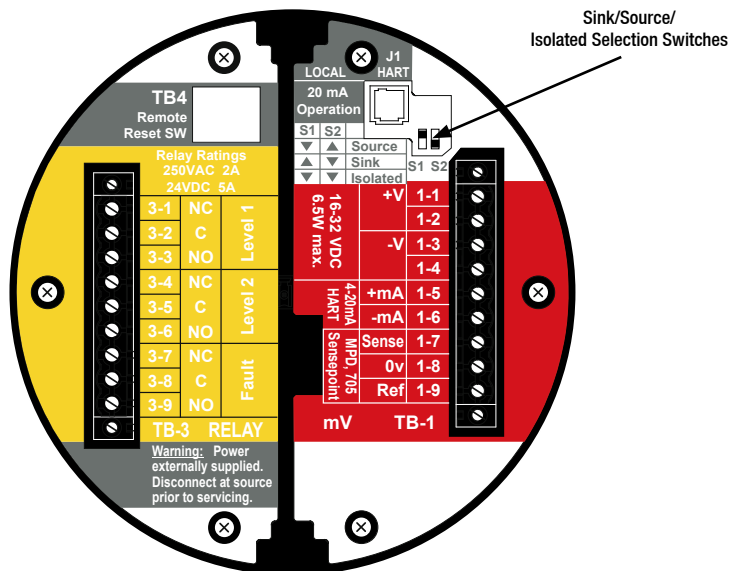 Sink/Source/
Isolated Selection Switches
J1
LOCAL HART
20 mA
Operation
S1 S2
▼ ▲ Source
▲ ▼ Sink
▼ ▼ Isolated
S1 S2
TB4
Remote
Reset SW
Relay Ratings
250VAC 2A
24VDC 5A
3-1 NC
3-2 C
3-3 NO
Level 1
3-4 NC
3-5 C
3-6 NO
Level 2
3-7 NC
3-8 C
3-9 NO
Fault
TB-3 RELAY
Warning: Power
externally supplied.
Disconnect at source
prior to servicing.
16-32 VDC
6.5W max.
+V 1-1
1-2
-V 1-3
1-4
4-20mA
HART
+mA 1-5
-mA 1-6
MPD, 705
Sensepoint
Sense 1-7
0v 1-8
Ref 1-9
mV TB-1